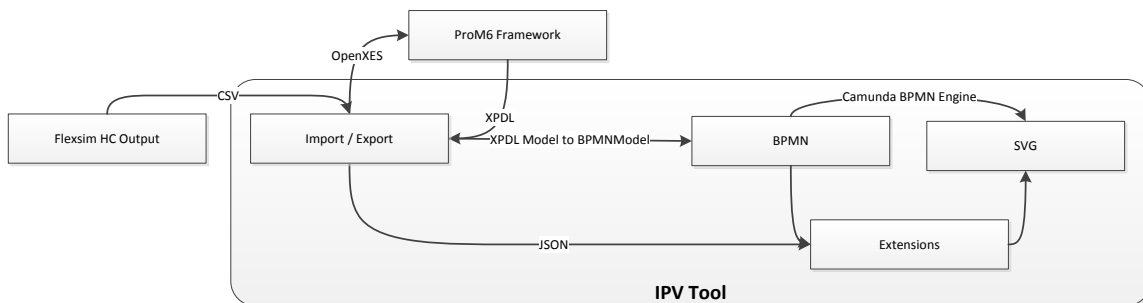 ProM6 Framework
OpenXES
CSV
Camunda BPMN Engine
XPDL
Flexsim HC Output
Import / Export
XPDL Model to BPMNModel
BPMN
SVG
JSON
Extensions
IPV Tool